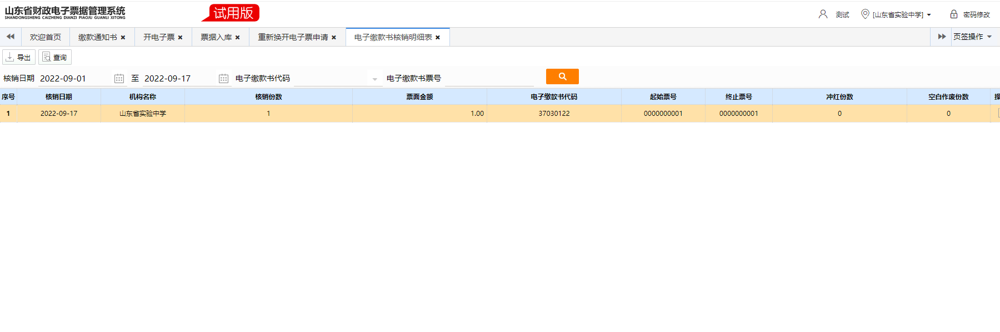 山东省财政电子票据管理系统
SHANDONGSHENG CAIZHENG DIANZI PIAOJU GUANLI XITONG
试用版
测试 [山东省实验中学] 密码修改
欢迎首页 缴款通知书 开电子票 票据入库 重新换开电子票申请 电子缴款书核销明细表 页签操作
导出 查询
核销日期 2022-09-01 至 2022-09-17 电子缴款书代码 电子缴款书票号
序号 核销日期 机构名称 核销份数 票面金额 电子缴款书代码 起始票号 终止票号 冲红份数 空白作废份数
1 2022-09-17 山东省实验中学 1 1.00 37030122 0000000001 0000000001 0 0